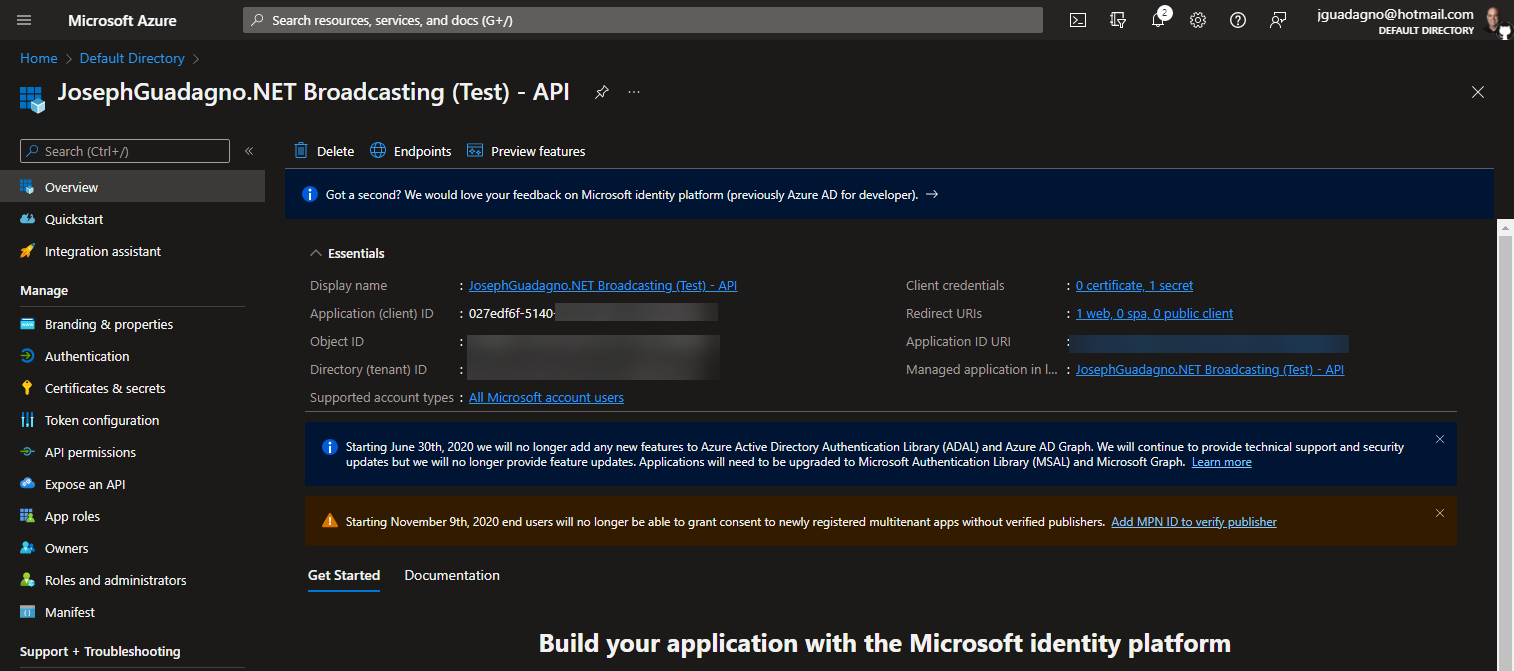 Microsoft Azure
Search resources, services, and docs (G+/)
2
jguadagno@hotmail.com
DEFAULT DIRECTORY
Home > Default Directory >
JosephGuadagno.NET Broadcasting (Test) - API
...
Search (Ctrl+/)
«
Delete
Endpoints
Preview features
Overview
Quickstart
Integration assistant
Manage
Branding & properties
Authentication
Certificates & secrets
Token configuration
API permissions
Expose an API
App roles
Owners
Roles and administrators
Manifest
Support + Troubleshooting
Got a second? We would love your feedback on Microsoft identity platform (previously Azure AD for developer). →
Essentials
Display name : JosephGuadagno.NET Broadcasting (Test) - API
Application (client) ID : 027edf6f-5140-
Object ID :
Directory (tenant) ID :
Supported account types : All Microsoft account users
Client credentials : 0 certificate, 1 secret
Redirect URIs : 1 web, 0 spa, 0 public client
Application ID URI :
Managed application in l... : JosephGuadagno.NET Broadcasting (Test) - API
Starting June 30th, 2020 we will no longer add any new features to Azure Active Directory Authentication Library (ADAL) and Azure AD Graph. We will continue to provide technical support and security
updates but we will no longer provide feature updates. Applications will need to be upgraded to Microsoft Authentication Library (MSAL) and Microsoft Graph. Learn more
Starting November 9th, 2020 end users will no longer be able to grant consent to newly registered multitenant apps without verified publishers. Add MPN ID to verify publisher
Get Started
Documentation
Build your application with the Microsoft identity platform